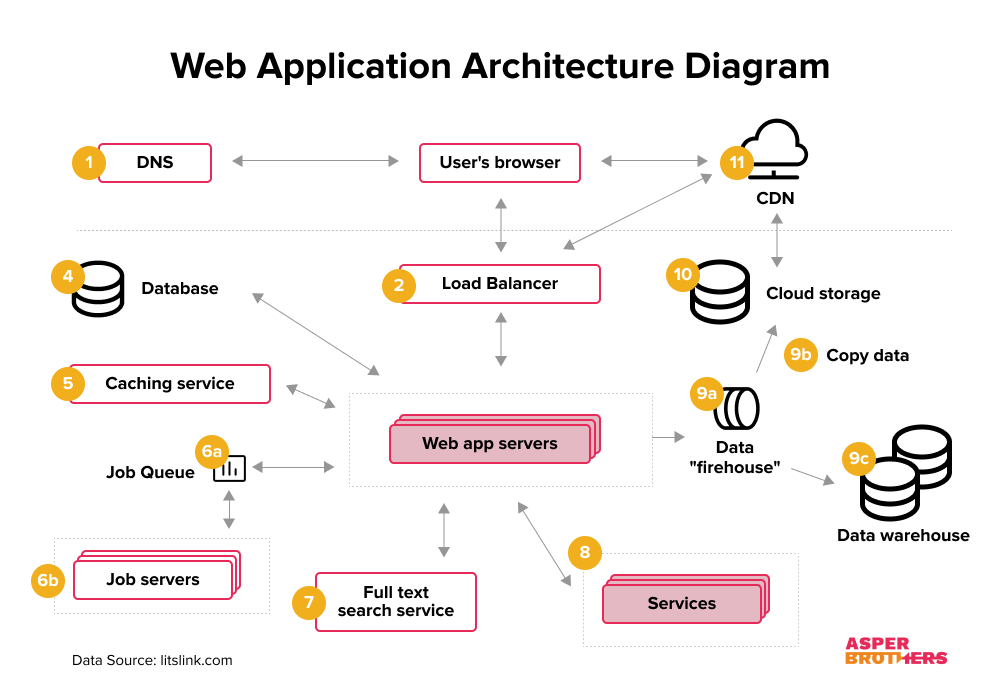 Web Application Architecture Diagram
1
DNS
User's browser
11
CDN
4
Database
2
Load Balancer
10
Cloud storage
9b
Copy data
5
Caching service
9a
Data
"firehouse"
Web app servers
6a
Job Queue
9c
Data warehouse
6b
Job servers
7
Full text
search service
8
Services
Data Source: litslink.com
ASPER
BROTHERS